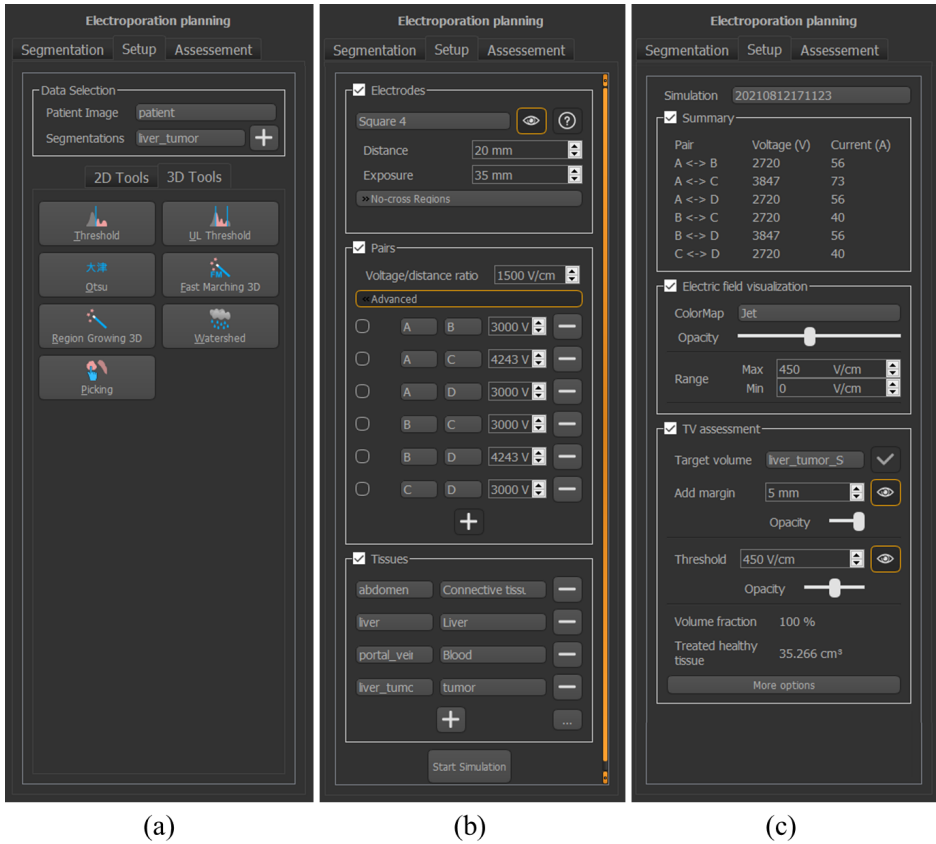 Electroporation planning
Segmentation Setup Assessement
Data Selection
Patient Image patient
Segmentations liver_tumor +
2D Tools 3D Tools
Threshold UL Threshold
大津
Otsu Fast Marching 3D
Region Growing 3D Watershed
Picking
(a)
Electroporation planning
Segmentation Setup Assessement
Electrodes
Square 4
Distance 20 mm
Exposure 35 mm
»No-cross Regions
Pairs
Voltage/distance ratio 1500 V/cm
«Advanced
A B 3000 V
A C 4243 V
A D 3000 V
B C 3000 V
B D 4243 V
C D 3000 V
+
Tissues
abdomen Connective tissu
liver Liver
portal_vein Blood
liver_tumc tumor
+ ...
Start Simulation
(b)
Electroporation planning
Segmentation Setup Assessement
Simulation 20210812171123
Summary
Pair Voltage (V) Current (A)
A <-> B 2720 56
A <-> C 3847 73
A <-> D 2720 56
B <-> C 2720 40
B <-> D 3847 56
C <-> D 2720 40
Electric field visualization
ColorMap Jet
Opacity
Range Max 450 V/cm
Min 0 V/cm
TV assessment
Target volume liver_tumor_S
Add margin 5 mm
Opacity
Threshold 450 V/cm
Opacity
Volume fraction 100 %
Treated healthy
tissue 35.266 cm³
More options
(c)